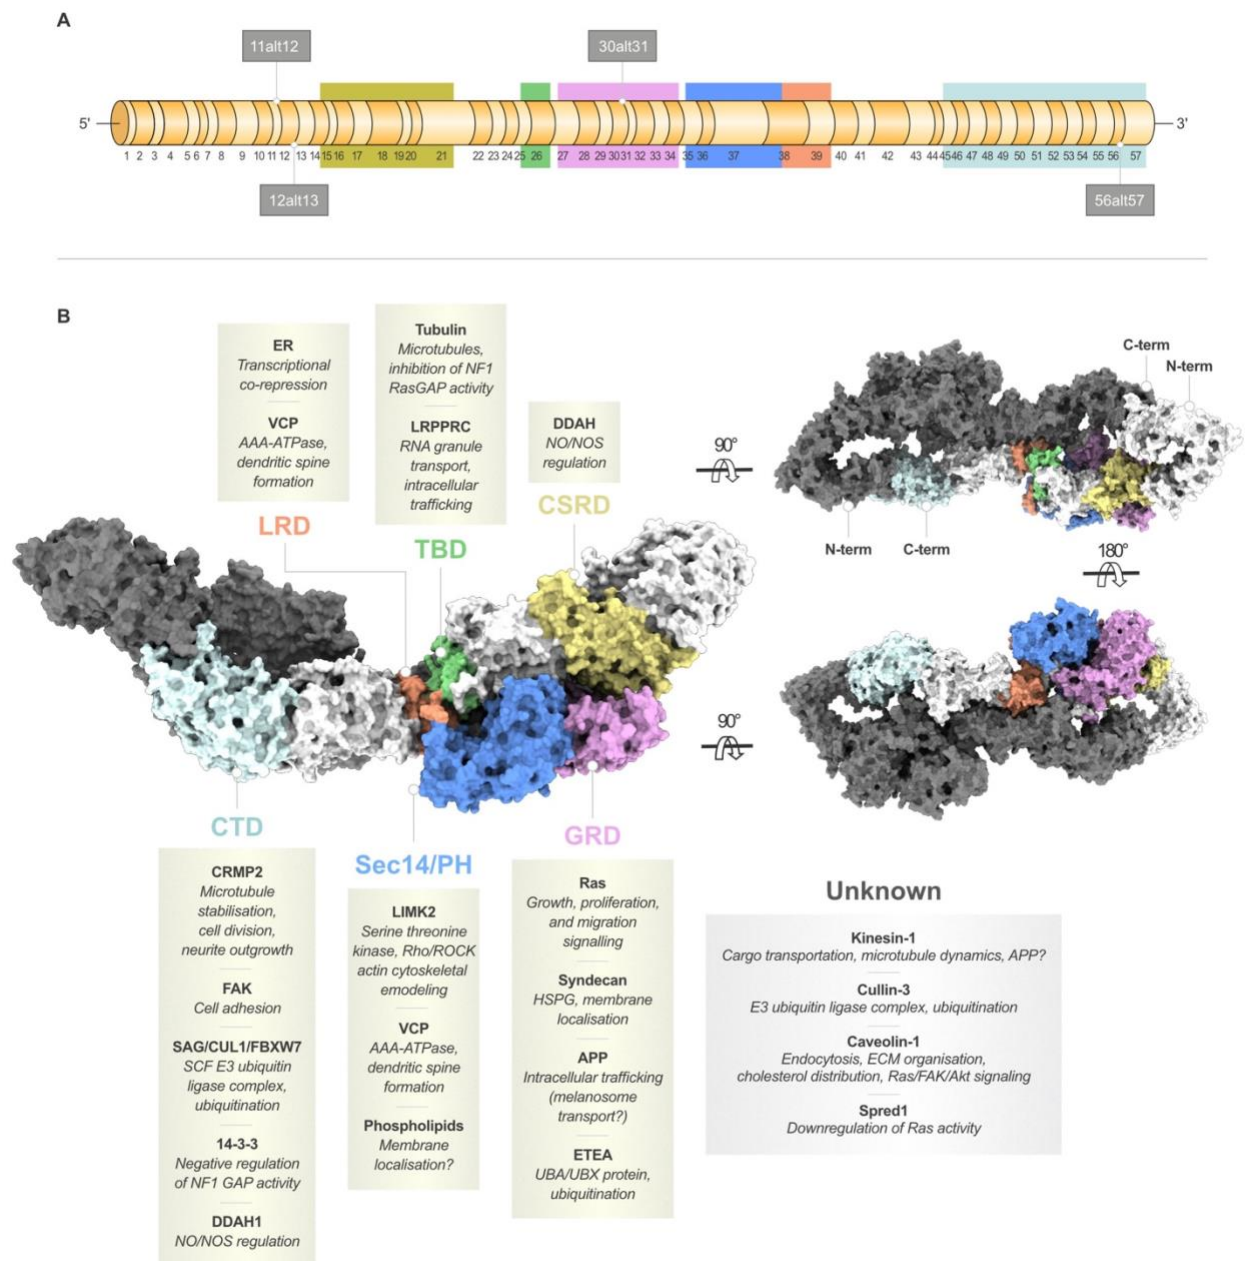 A
11alt12
30alt31
5'
3'
1 2 3 4 5 6 7 8 9 10 11 12 13 14 15 16 17 18 19 20 21 22 23 24 25 26 27 28 29 30 31 32 33 34 35 36 37 38 39 40 41 42 43 44 45 46 47 48 49 50 51 52 53 54 55 56 57
12alt13
56alt57
B
ER
Transcriptional
co-repression
VCP
AAA-ATPase,
dendritic spine
formation
LRD
Tubulin
Microtubules,
inhibition of NF1
RasGAP activity
LRPPRC
RNA granule
transport,
intracellular
trafficking
TBD
DDAH
NO/NOS
regulation
CSRD
90°
C-term
N-term
N-term
C-term
180°
90°
CTD
CRMP2
Microtubule
stabilisation,
cell division,
neurite outgrowth
FAK
Cell adhesion
SAG/CUL1/FBXW7
SCF E3 ubiquitin
ligase complex,
ubiquitination
14-3-3
Negative regulation
of NF1 GAP activity
DDAH1
NO/NOS regulation
Sec14/PH
LIMK2
Serine threonine
kinase, Rho/ROCK
actin cytoskeletal
emodeling
VCP
AAA-ATPase,
dendritic spine
formation
Phospholipids
Membrane
localisation?
GRD
Ras
Growth, proliferation,
and migration
signalling
Syndecan
HSPG, membrane
localisation
APP
Intracellular trafficking
(melanosome
transport?)
ETEA
UBA/UBX protein,
ubiquitination
Unknown
Kinesin-1
Cargo transportation, microtubule dynamics, APP?
Cullin-3
E3 ubiquitin ligase complex, ubiquitination
Caveolin-1
Endocytosis, ECM organisation,
cholesterol distribution, Ras/FAK/Akt signaling
Spred1
Downregulation of Ras activity